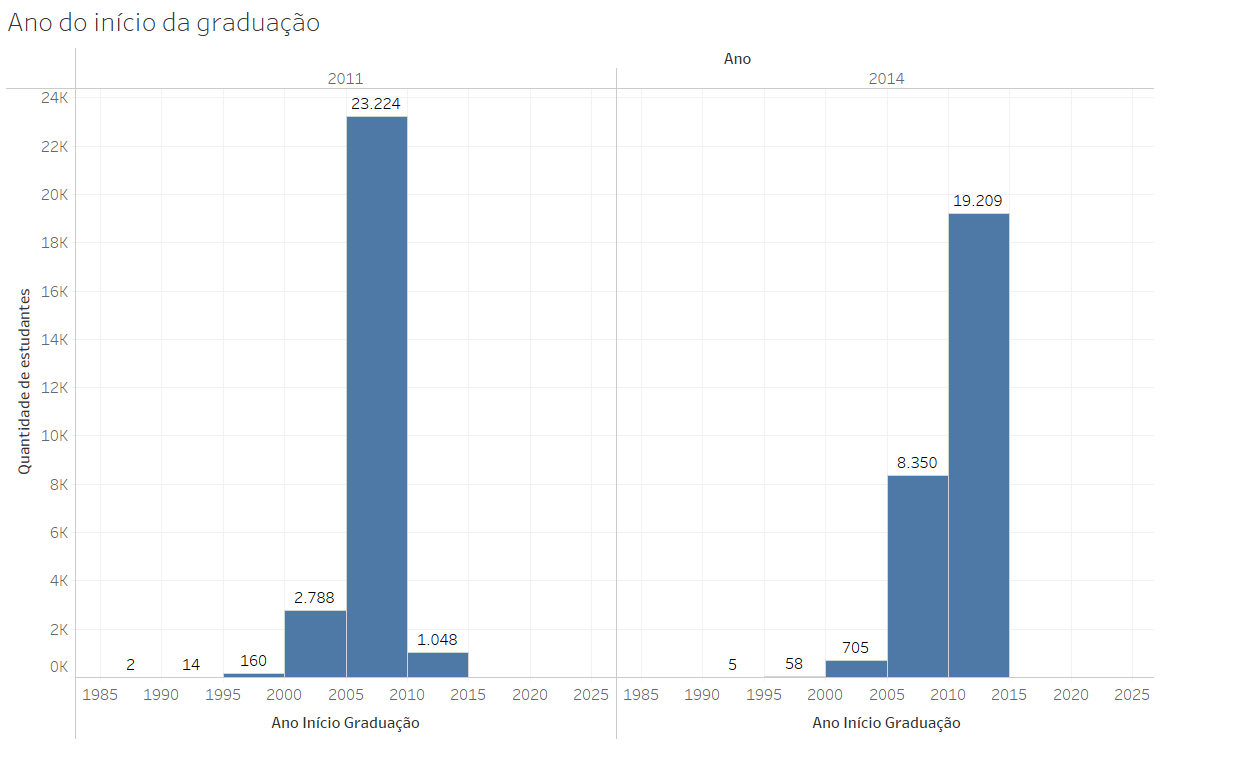 Ano do início da graduação
Ano
2011 2014
24K
22K
20K
18K
16K
14K
12K
10K
8K
6K
4K
2K
0K
Quantidade de estudantes
2 14 160 2.788 23.224 1.048
5 58 705 8.350 19.209
1985 1990 1995 2000 2005 2010 2015 2020 2025 1985 1990 1995 2000 2005 2010 2015 2020 2025
Ano Início Graduação Ano Início Graduação